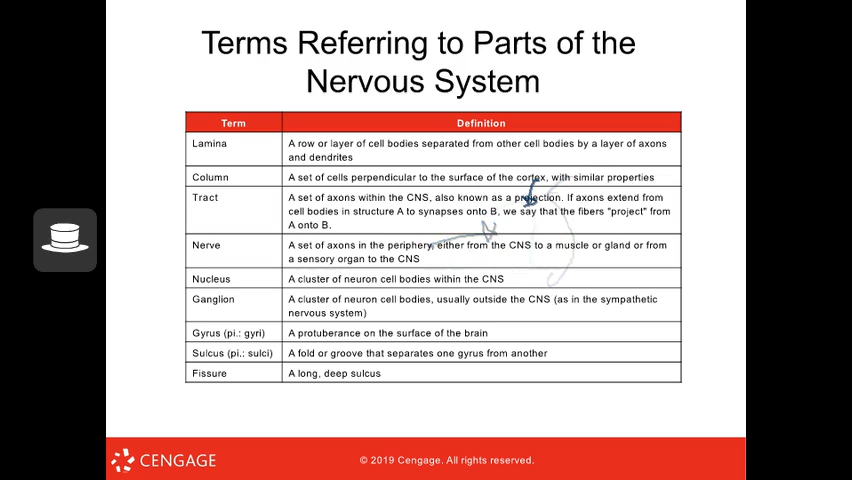 Terms Referring to Parts of the
Nervous System
Term Definition
Lamina A row or layer of cell bodies separated from other cell bodies by a layer of axons
and dendrites
Column A set of cells perpendicular to the surface of the cortex, with similar properties
Tract A set of axons within the CNS, also known as a projection. If axons extend from
cell bodies in structure A to synapses onto B, we say that the fibers "project" from
A onto B.
Nerve A set of axons in the periphery, either from the CNS to a muscle or gland or from
a sensory organ to the CNS
Nucleus A cluster of neuron cell bodies within the CNS
Ganglion A cluster of neuron cell bodies, usually outside the CNS (as in the sympathetic
nervous system)
Gyrus (pi.: gyri) A protuberance on the surface of the brain
Sulcus (pi.: sulci) A fold or groove that separates one gyrus from another
Fissure A long, deep sulcus
CENGAGE © 2019 Cengage. All rights reserved.